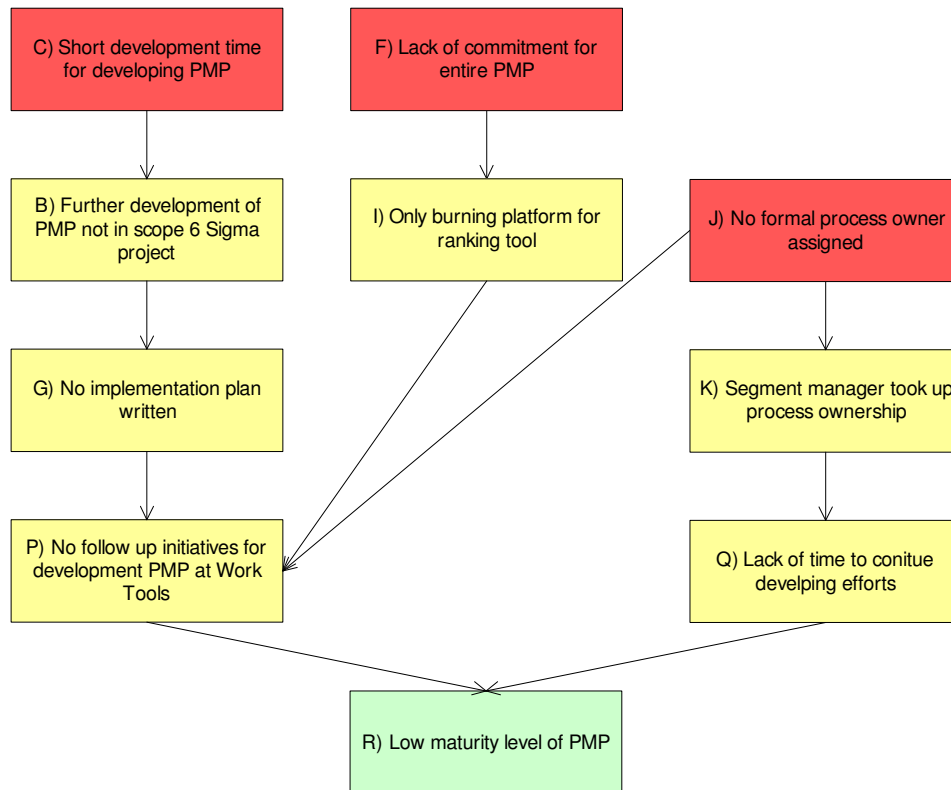 C) Short development time
for developing PMP
F) Lack of commitment for
entire PMP
B) Further development of
PMP not in scope 6 Sigma
project
I) Only burning platform for
ranking tool
J) No formal process owner
assigned
G) No implementation plan
written
K) Segment manager took up
process ownership
P) No follow up initiatives for
development PMP at Work
Tools
Q) Lack of time to conitue
develping efforts
R) Low maturity level of PMP